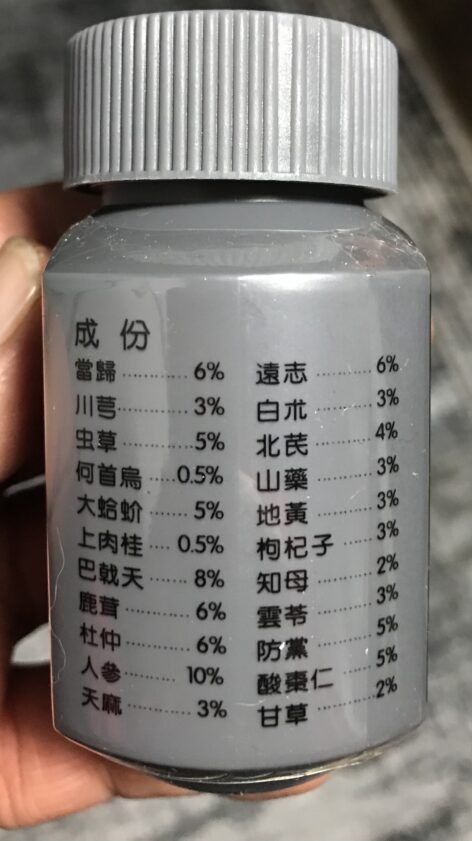 成份
當歸 6%
川芎 3%
虫草 5%
何首烏 0.5%
大蛤蚧 5%
上肉桂 0.5%
巴戟天 8%
鹿茸 6%
杜仲 6%
人參 10%
天麻 3%
遠志 6%
白朮 3%
北芪 4%
山藥 3%
地黃 3%
枸杞子 3%
知母 2%
雲苓 3%
防黨 5%
酸棗仁 5%
甘草 2%